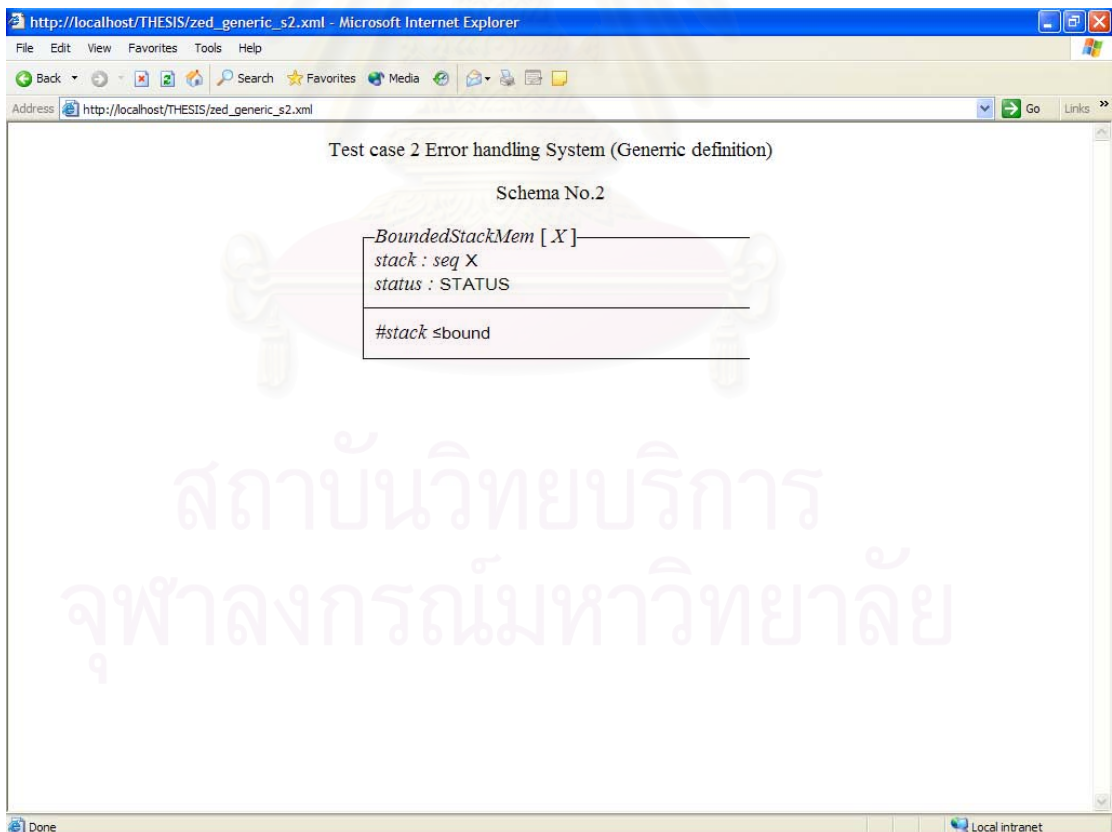 http://localhost/THESIS/zed_generic_s2.xml - Microsoft Internet Explorer
File Edit View Favorites Tools Help
Back Search Favorites Media
Address http://localhost/THESIS/zed_generic_s2.xml Go Links »
Test case 2 Error handling System (Generric definition)
Schema No.2
BoundedStackMem [ X ]
stack : seq X
status : STATUS
#stack ≤bound
สถาบันวิทยบริการ
จุฬาลงกรณ์มหาวิทยาลัย
Done Local intranet